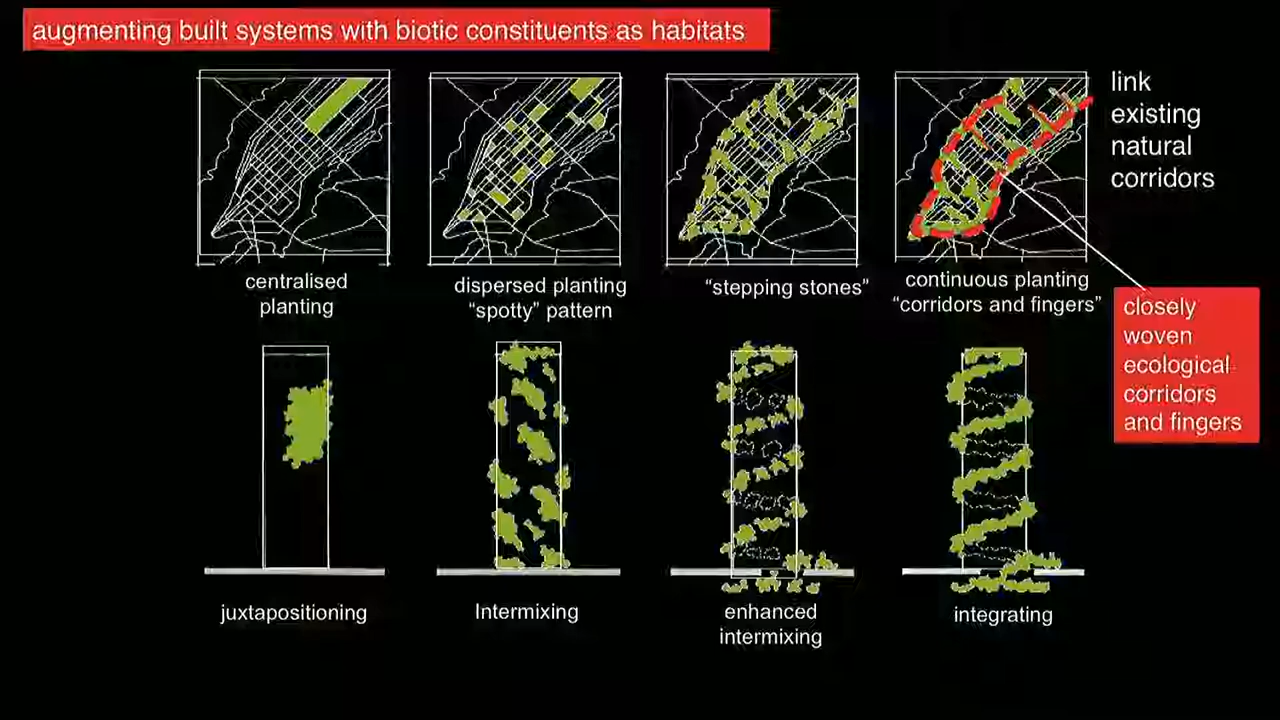 augmenting built systems with biotic constituents as habitats
link
existing
natural
corridors
centralised
planting
dispersed planting
“spotty” pattern
“stepping stones”
continuous planting
“corridors and fingers”
closely
woven
ecological
corridors
and fingers
juxtapositioning
Intermixing
enhanced
intermixing
integrating